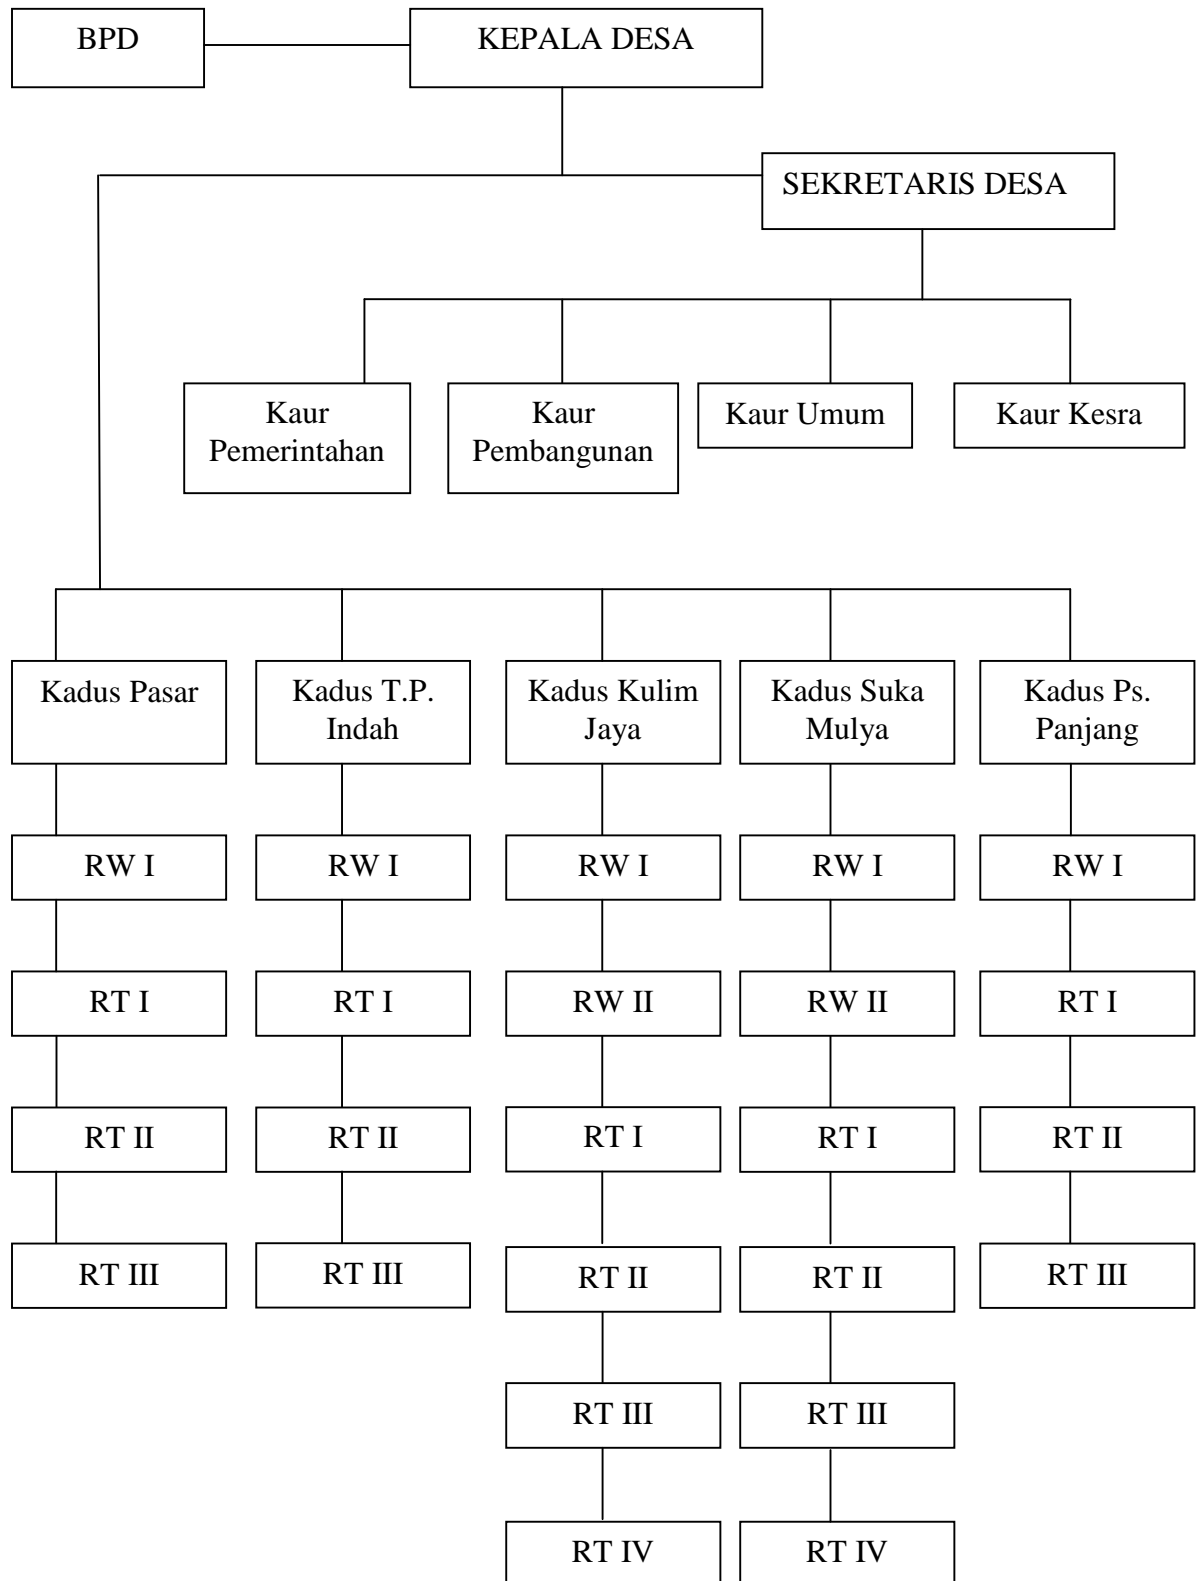 BPD
KEPALA DESA
SEKRETARIS DESA
Kaur
Pemerintahan
Kaur
Pembangunan
Kaur Umum
Kaur Kesra
Kadus Pasar
Kadus T.P.
Indah
Kadus Kulim
Jaya
Kadus Suka
Mulya
Kadus Ps.
Panjang
RW I
RW I
RW I
RW I
RW I
RT I
RT I
RW II
RW II
RT I
RT II
RT II
RT I
RT I
RT II
RT III
RT III
RT II
RT II
RT III
RT III
RT III
RT IV
RT IV